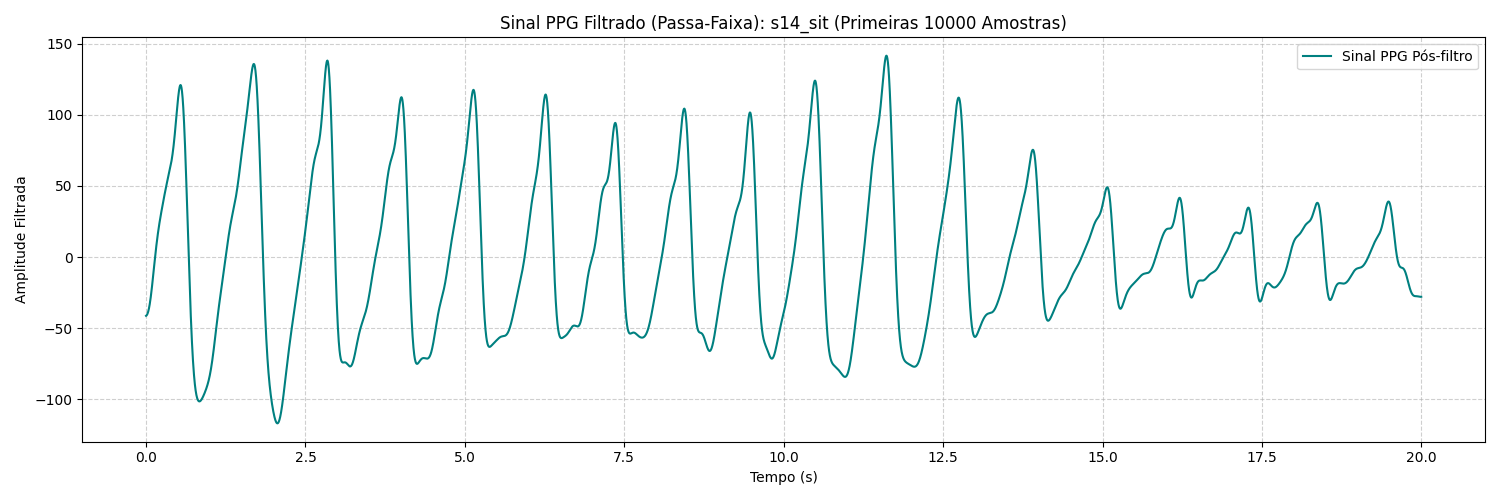 Sinal PPG Filtrado (Passa-Faixa): s14_sit (Primeiras 10000 Amostras)
Sinal PPG Pós-filtro
Amplitude Filtrada
150
100
50
0
−50
−100
0.0 2.5 5.0 7.5 10.0 12.5 15.0 17.5 20.0
Tempo (s)